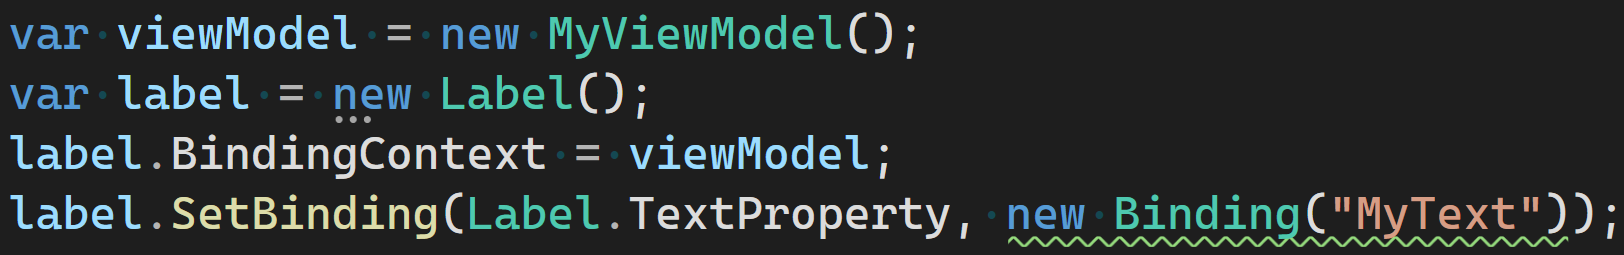 var viewModel = new MyViewModel();
var label = new Label();
label.BindingContext = viewModel;
label.SetBinding(Label.TextProperty, new Binding("MyText"));